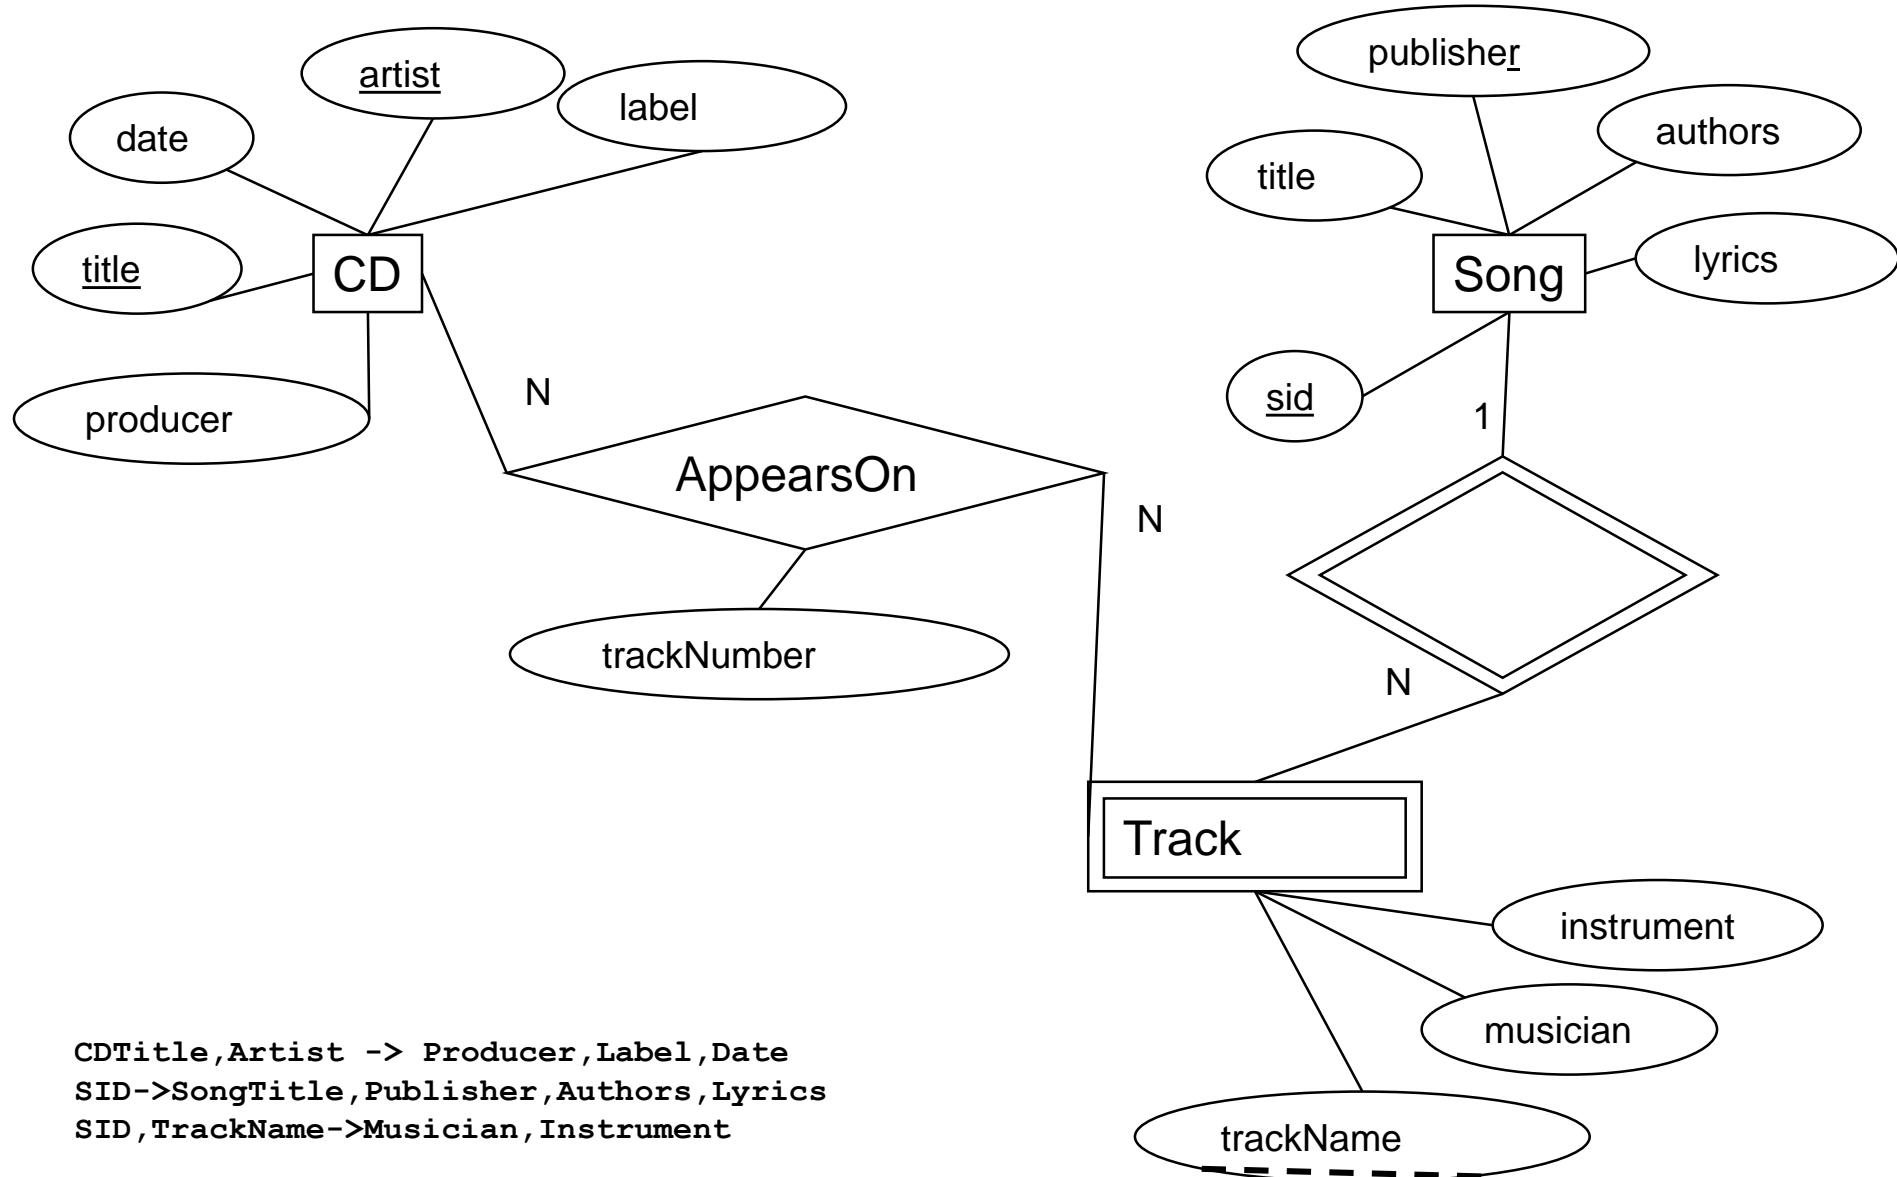 publisher
artist
label
authors
date
title
title
CD
Song
lyrics
N
sid
1
producer
AppearsOn
N
trackNumber
N
Track
instrument
musician
CDTitle,Artist -> Producer,Label,Date
SID->SongTitle,Publisher,Authors,Lyrics
SID,TrackName->Musician,Instrument
trackName